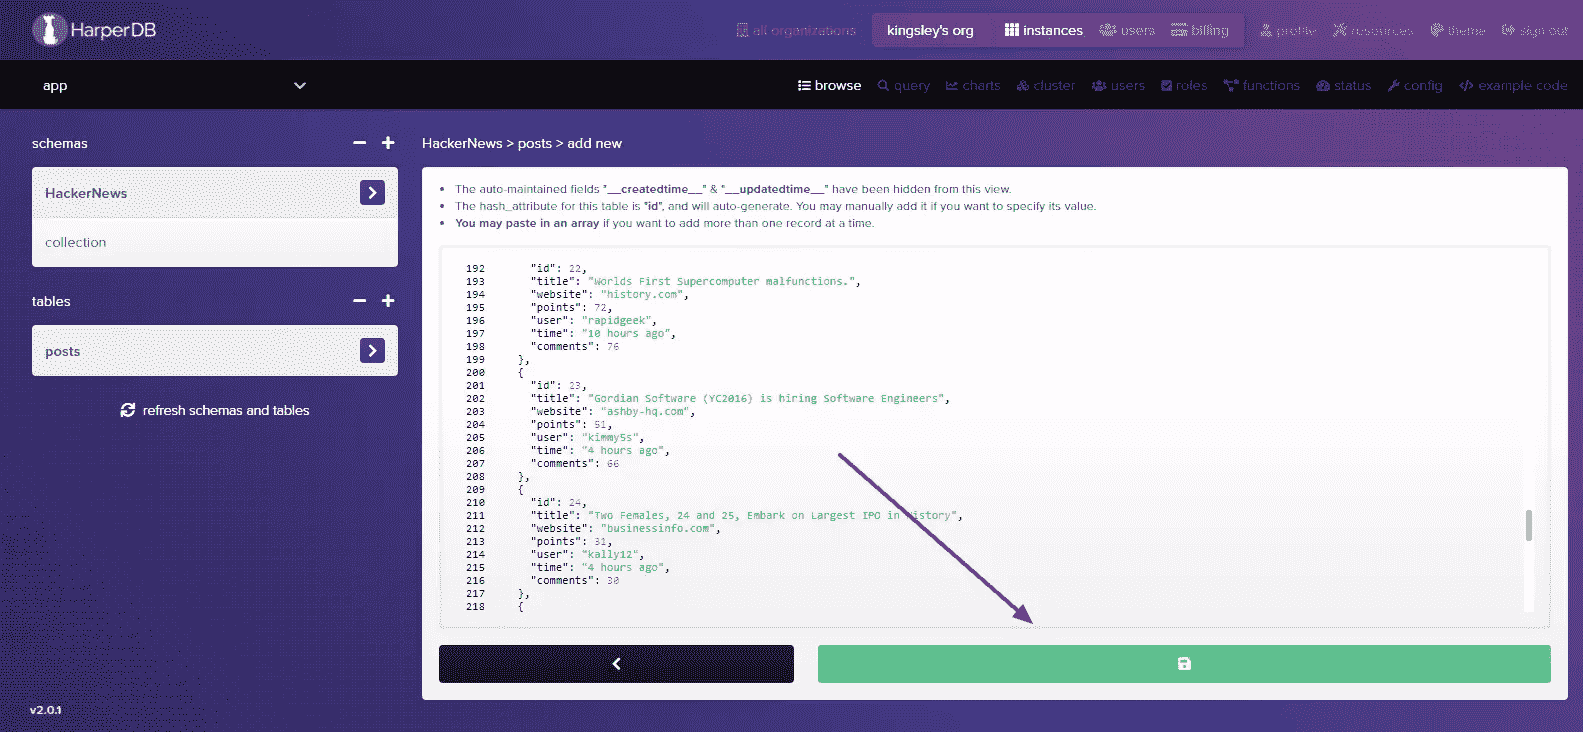 HarperDB
all organizations
kingsley's org
instances
users
billing
profile
resources
theme
sign out
app
browse
query
charts
cluster
users
roles
functions
status
config
example code
schemas
HackerNews
collection
tables
posts
refresh schemas and tables
v2.0.1
HackerNews > posts > add new
The auto-maintained fields "__createdtime__" & "__updatedtime__" have been hidden from this view.
The hash_attribute for this table is "id", and will auto-generate. You may manually add it if you want to specify its value.
You may paste in an array if you want to add more than one record at a time.
192 "id": 22,
193 "title": "Worlds First Supercomputer malfunctions.",
194 "website": "history.com",
195 "points": 72,
196 "user": "rapidgeek",
197 "time": "10 hours ago",
198 "comments": 76
199 },
200 {
201 "id": 23,
202 "title": "Gordian Software (YC2016) is hiring Software Engineers",
203 "website": "ashby-hq.com",
204 "points": 51,
205 "user": "kimmy5s",
206 "time": "4 hours ago",
207 "comments": 66
208 },
209 {
210 "id": 24,
211 "title": "Two Females, 24 and 25, Embark on Largest IPO in History",
212 "website": "businessinfo.com",
213 "points": 31,
214 "user": "kally12",
215 "time": "4 hours ago",
216 "comments": 30
217 },
218 {